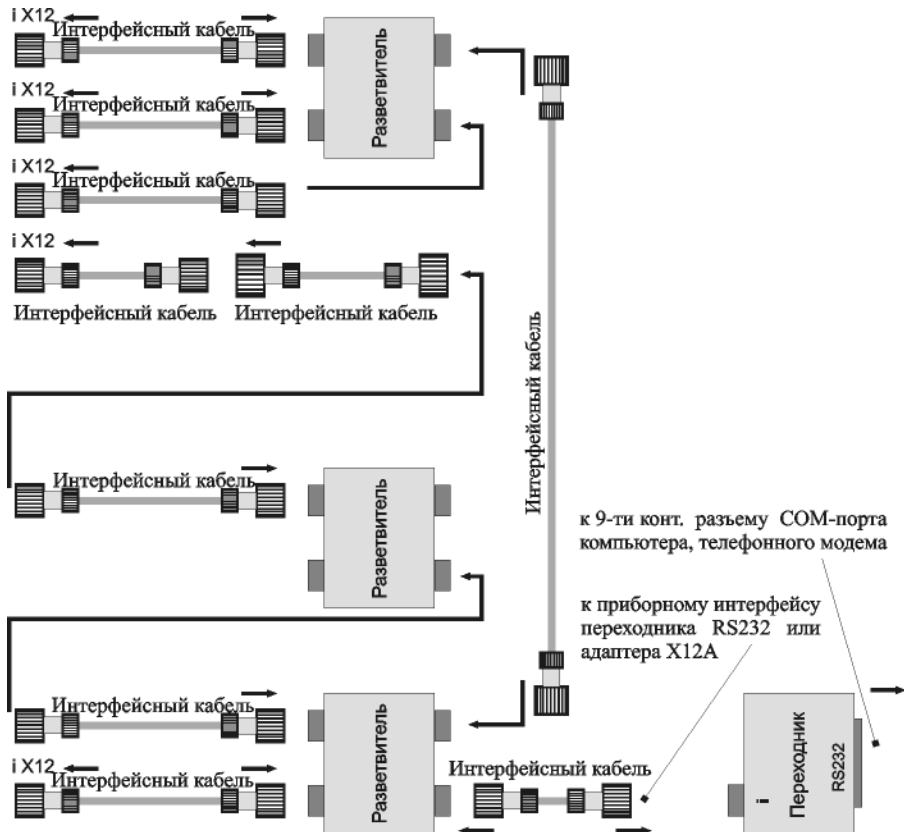 i X12
Интерфейсный кабель
i X12
Интерфейсный кабель
Разветвитель
i X12
Интерфейсный кабель
i X12
Интерфейсный кабель
Интерфейсный кабель
Интерфейсный кабель
Интерфейсный кабель
Разветвитель
к 9-ти конт. разъему COM-порта
компьютера, телефонного модема
к приборному интерфейсу
переходника RS232 или
адаптера X12A
Интерфейсный кабель
i X12
Интерфейсный кабель
Разветвитель
Интерфейсный кабель
i
Переходник
RS232